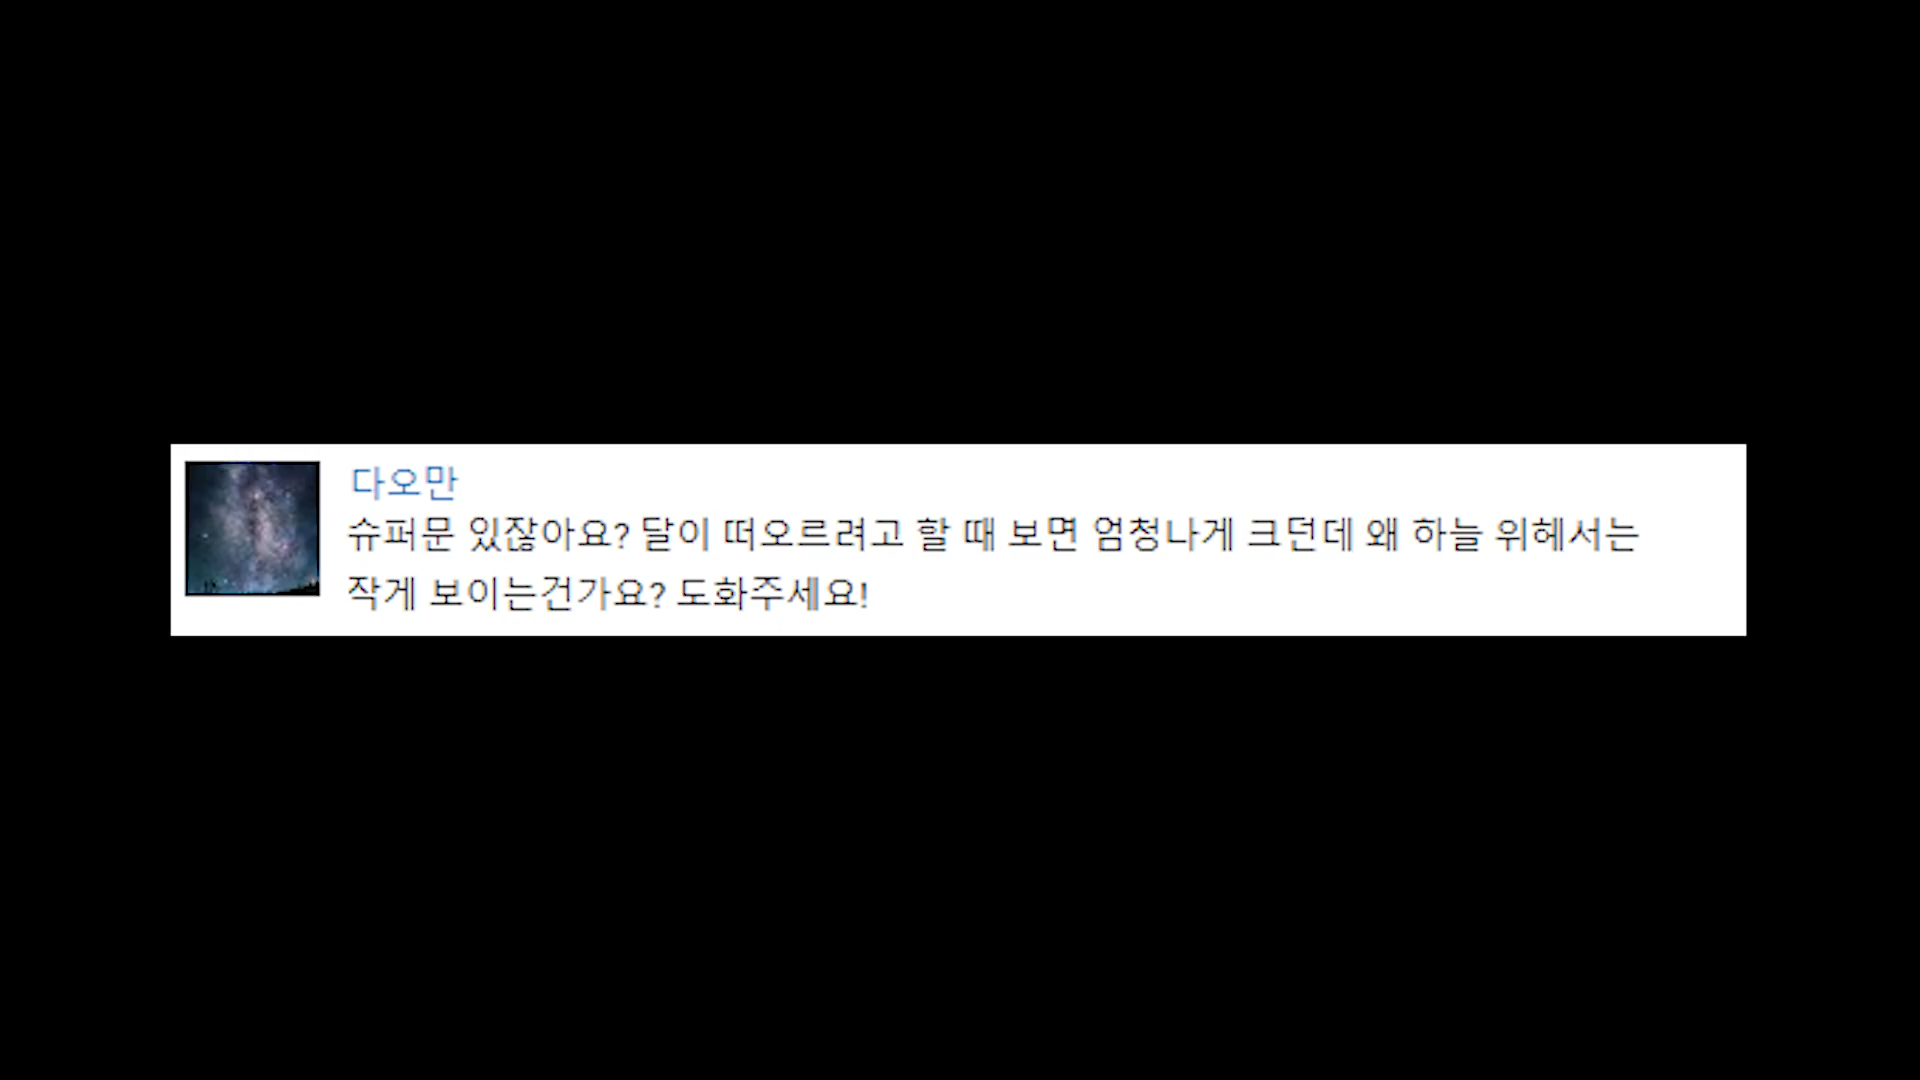 다오만
슈퍼문 있잖아요? 달이 떠오르려고 할 때 보면 엄청나게 크던데 왜 하늘 위헤서는
작게 보이는건가요? 도화주세요!